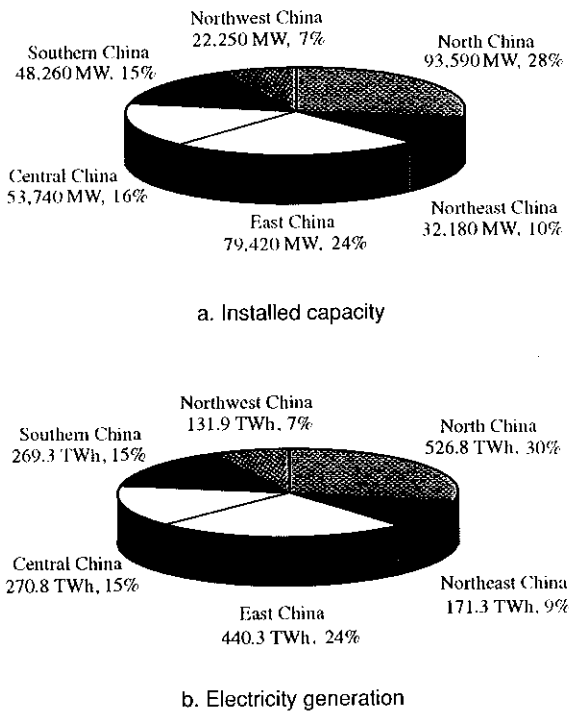 Northwest China
22,250 MW, 7%
Southern China
48,260 MW, 15%
North China
93,590 MW, 28%
Central China
53,740 MW, 16%
East China
79,420 MW, 24%
Northeast China
32,180 MW, 10%
a. Installed capacity
Northwest China
131.9 TWh, 7%
Southern China
269.3 TWh, 15%
North China
526.8 TWh, 30%
Central China
270.8 TWh, 15%
East China
440.3 TWh, 24%
Northeast China
171.3 TWh, 9%
b. Electricity generation